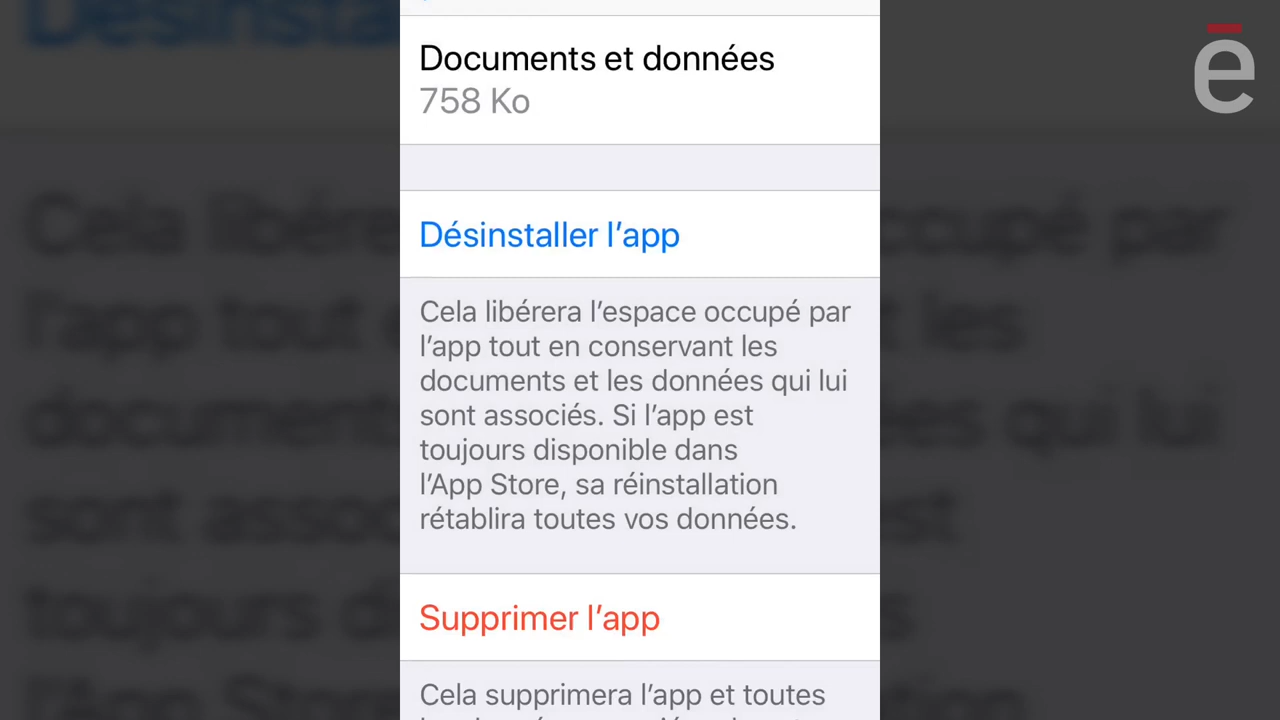 Documents et données
758 Ko
Désinstaller l’app
Cela libérera l’espace occupé par
l’app tout en conservant les
documents et les données qui lui
sont associés. Si l’app est
toujours disponible dans
l’App Store, sa réinstallation
rétablira toutes vos données.
Supprimer l’app
Cela supprimera l’app et toutes
ē